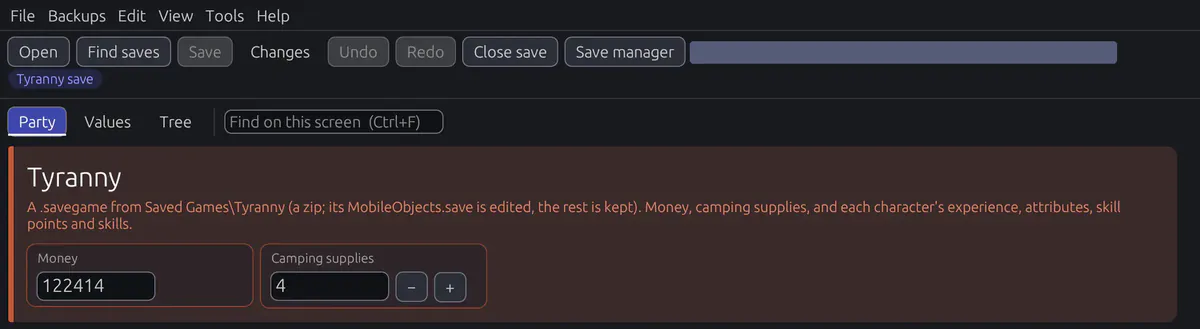 File Backups Edit View Tools Help
Open Find saves Save Changes Undo Redo Close save Save manager
Tyranny save
Party Values Tree Find on this screen (Ctrl+F)
Tyranny
A .savegame from Saved Games\Tyranny (a zip; its MobileObjects.save is edited, the rest is kept). Money, camping supplies, and each character's experience, attributes, skill
points and skills.
Money Camping supplies
122414 4 − +